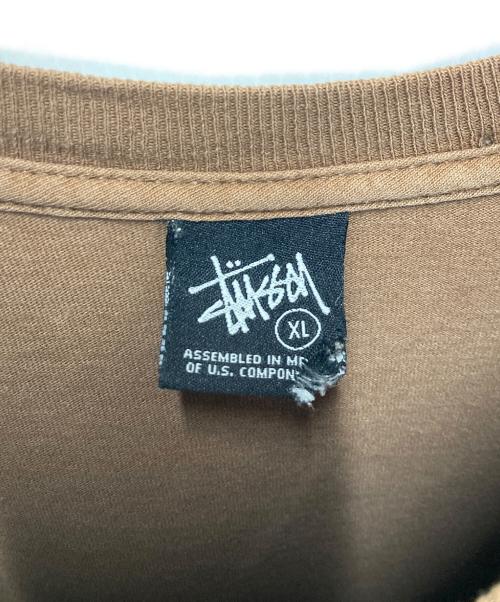 Stüssy
XL
ASSEMBLED IN
OF U.S.